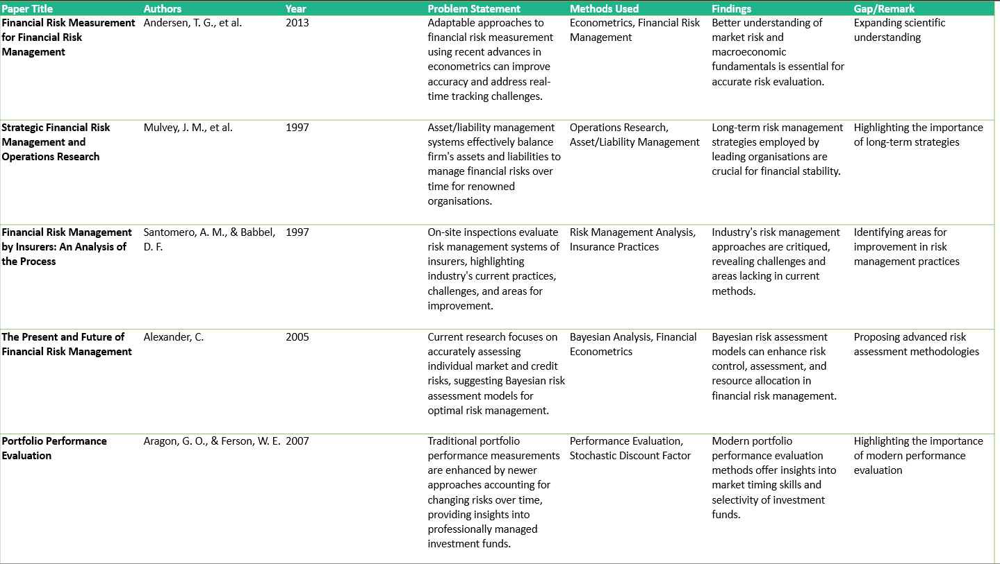 Paper Title Authors Year Problem Statement Methods Used Findings Gap/Remark
Financial Risk Measurement
for Financial Risk
Management
Andersen, T. G., et al.
2013
Adaptable approaches to
financial risk measurement
using recent advances in
econometrics can improve
accuracy and address real-
time tracking challenges.
Econometrics, Financial Risk
Management
Better understanding of
market risk and
macroeconomic
fundamentals is essential for
accurate risk evaluation.
Expanding scientific
understanding
Strategic Financial Risk
Management and
Operations Research
Mulvey, J. M., et al.
1997
Asset/liability management
systems effectively balance
firm's assets and liabilities to
manage financial risks over
time for renowned
organisations.
Operations Research,
Asset/Liability Management
Long-term risk management
strategies employed by
leading organisations are
crucial for financial stability.
Highlighting the importance
of long-term strategies
Financial Risk Management
by Insurers: An Analysis of
the Process
Santomero, A. M., & Babbel,
D. F.
1997
On-site inspections evaluate
risk management systems of
insurers, highlighting
industry's current practices,
challenges, and areas for
improvement.
Risk Management Analysis,
Insurance Practices
Industry's risk management
approaches are critiqued,
revealing challenges and
areas lacking in current
methods.
Identifying areas for
improvement in risk
management practices
The Present and Future of
Financial Risk Management
Alexander, C.
2005
Current research focuses on
accurately assessing
individual market and credit
risks, suggesting Bayesian risk
assessment models for
optimal risk management.
Bayesian Analysis, Financial
Econometrics
Bayesian risk assessment
models can enhance risk
control, assessment, and
resource allocation in
financial risk management.
Proposing advanced risk
assessment methodologies
Portfolio Performance
Evaluation
Aragon, G. O., & Ferson, W. E.
2007
Traditional portfolio
performance measurements
are enhanced by newer
approaches accounting for
changing risks over time,
providing insights into
professionally managed
investment funds.
Performance Evaluation,
Stochastic Discount Factor
Modern portfolio
performance evaluation
methods offer insights into
market timing skills and
selectivity of investment
funds.
Highlighting the importance
of modern performance
evaluation